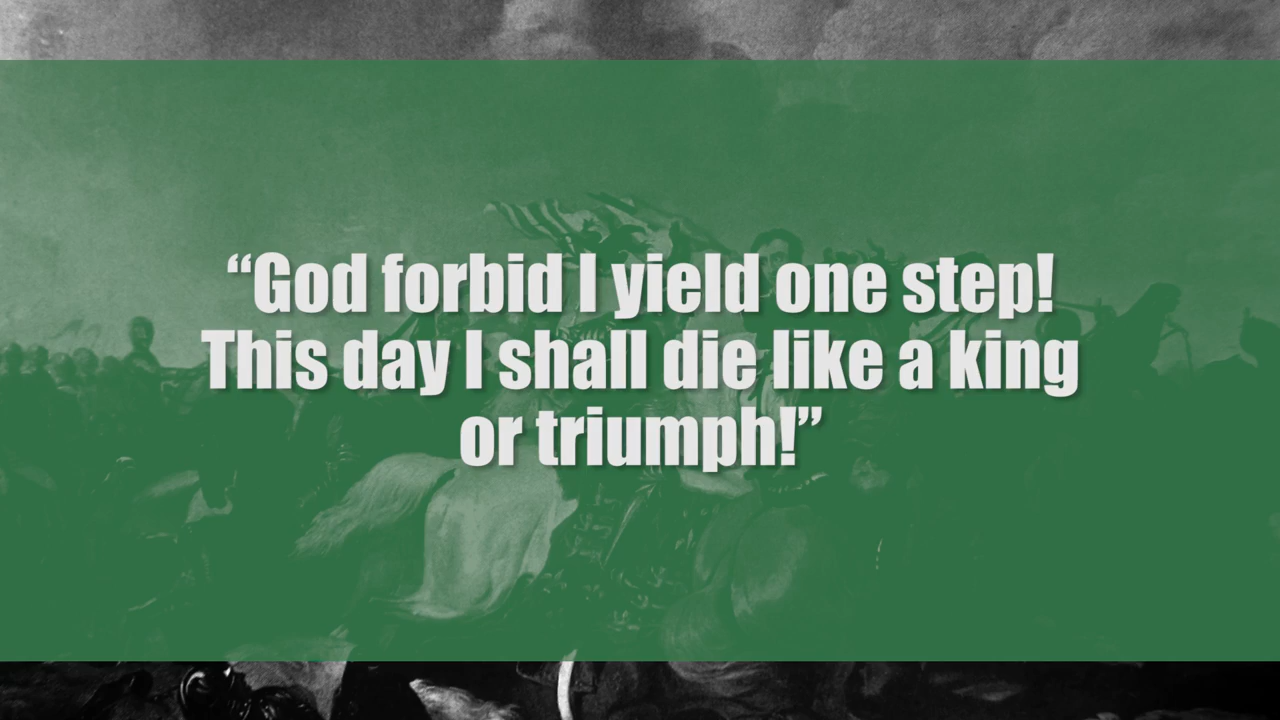 “God forbid I yield one step!
This day I shall die like a king
or triumph!”